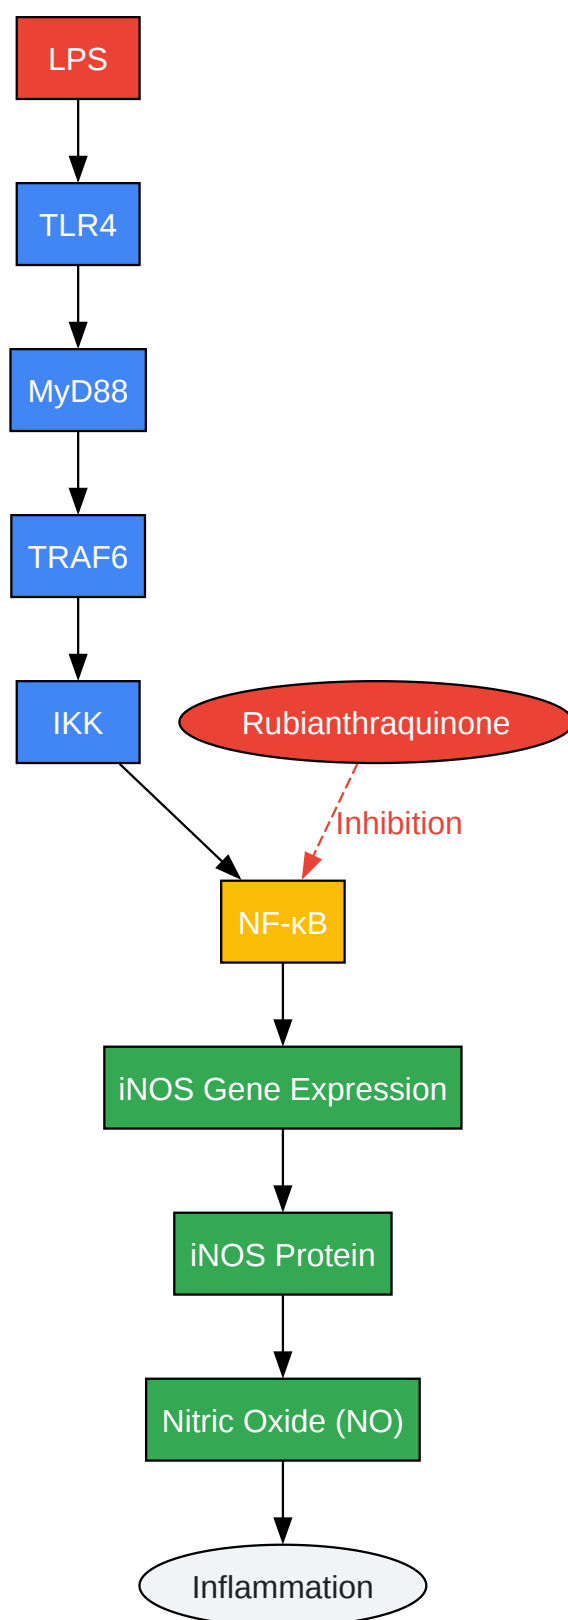 LPS
TLR4
MyD88
TRAF6
IKK
Rubianthraquinone
Inhibition
NF-κB
iNOS Gene Expression
iNOS Protein
Nitric Oxide (NO)
Inflammation